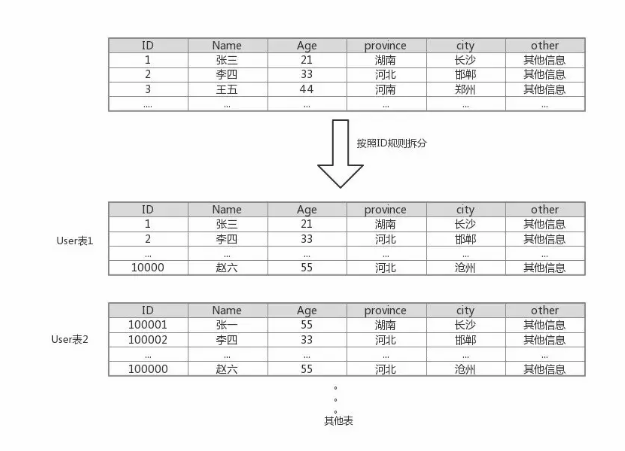 ID Name Age province city other
1 张三 21 湖南 长沙 其他信息
2 李四 33 河北 邯郸 其他信息
3 王五 44 河南 郑州 其他信息
.... ... ... ... ... ...
按照ID规则拆分
ID Name Age province city other
User表1
1 张三 21 湖南 长沙 其他信息
2 李四 33 河北 邯郸 其他信息
... ... ... ... ... ...
10000 赵六 55 河北 沧州 其他信息
ID Name Age province city other
User表2
100001 张一 55 湖南 长沙 其他信息
100002 李四 33 河北 邯郸 其他信息
... ... ... ... ... ...
100000 赵六 55 河北 沧州 其他信息
。
。
。
其他表